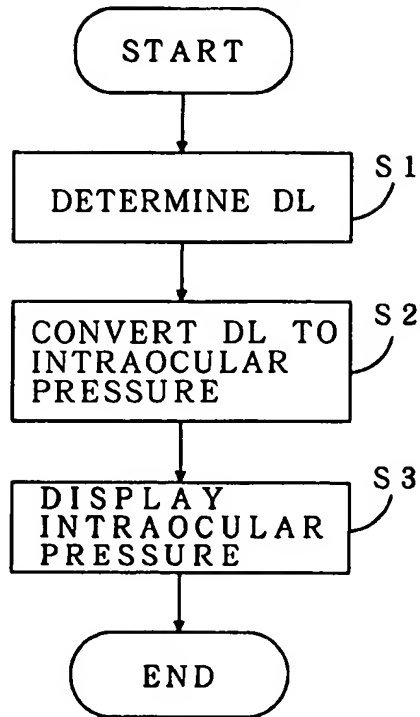 START
S1
DETERMINE DL
S2
CONVERT DL TO
INTRAOCULAR
PRESSURE
S3
DISPLAY
INTRAOCULAR
PRESSURE
END